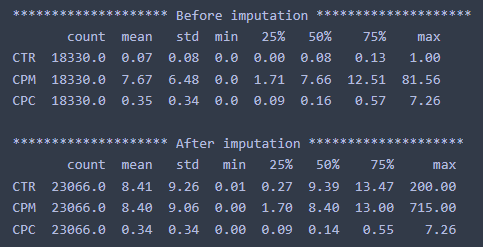 ******************** Before imputation ********************
count mean std min 25% 50% 75% max
CTR 18330.0 0.07 0.08 0.0 0.00 0.08 0.13 1.00
CPM 18330.0 7.67 6.48 0.0 1.71 7.66 12.51 81.56
CPC 18330.0 0.35 0.34 0.0 0.09 0.16 0.57 7.26
******************** After imputation ********************
count mean std min 25% 50% 75% max
CTR 23066.0 8.41 9.26 0.01 0.27 9.39 13.47 200.00
CPM 23066.0 8.40 9.06 0.00 1.70 8.40 13.00 715.00
CPC 23066.0 0.34 0.34 0.00 0.09 0.14 0.55 7.26